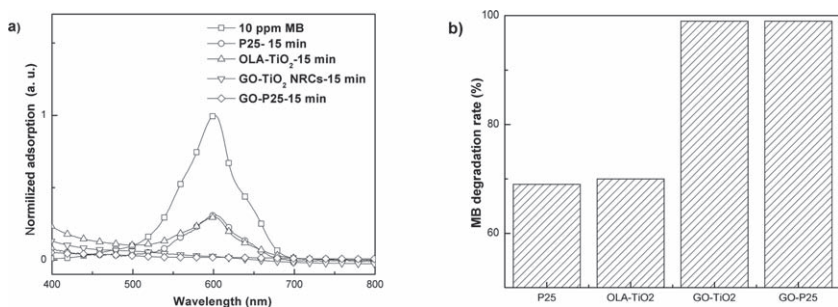 a)
10 ppm MB
P25- 15 min
OLA-TiO2-15 min
GO-TiO2 NRCs-15 min
GO-P25-15 min
Normilized adsorption (a. u.)
1
0
400 500 600 700 800
Wavelength (nm)
b)
MB degradation rate (%)
100
80
60
P25 OLA-TiO2 GO-TiO2 GO-P25